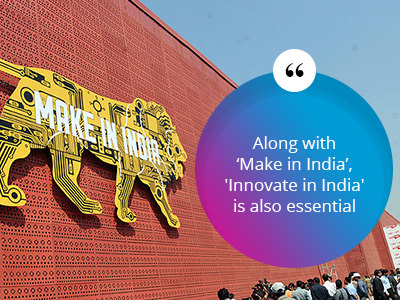 MAKE IN INDIA
“
Along with
‘Make in India’,
'Innovate in India'
is also essential